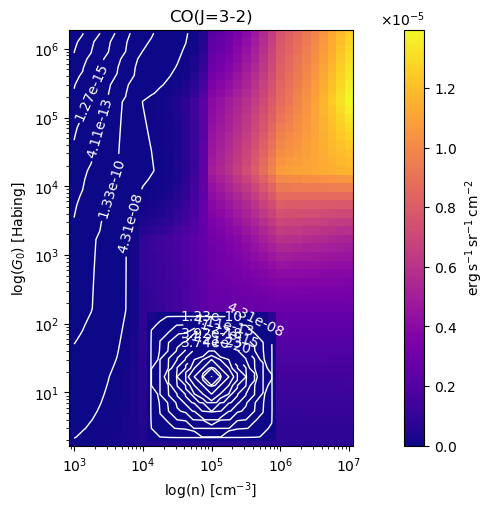 CO(J=3-2)
×10⁻⁵
10⁶
10⁵
10⁴
10³
10²
10¹
log(G₀) [Habing]
1.27e-15
4.11e-13
1.33e-10
4.31e-08
1.33e-10
4.31e-08
10³ 10⁴ 10⁵ 10⁶ 10⁷
log(n) [cm⁻³]
1.2
1.0
0.8
0.6
0.4
0.2
0.0
erg s⁻¹ sr⁻¹ cm⁻²